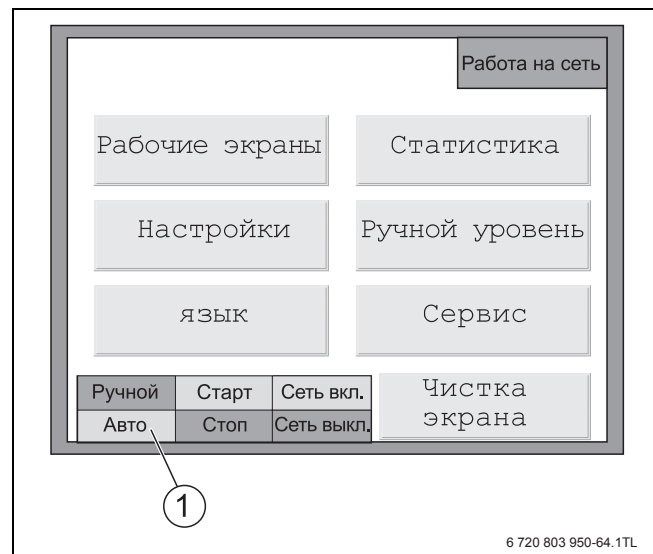 Работа на сеть
Рабочие экраны
Статистика
Настройки
Ручной уровень
язык
Сервис
Ручной
Старт
Сеть вкл.
Авто
Стоп
Сеть выкл.
Чистка
экрана
1
6 720 803 950-64.1TL